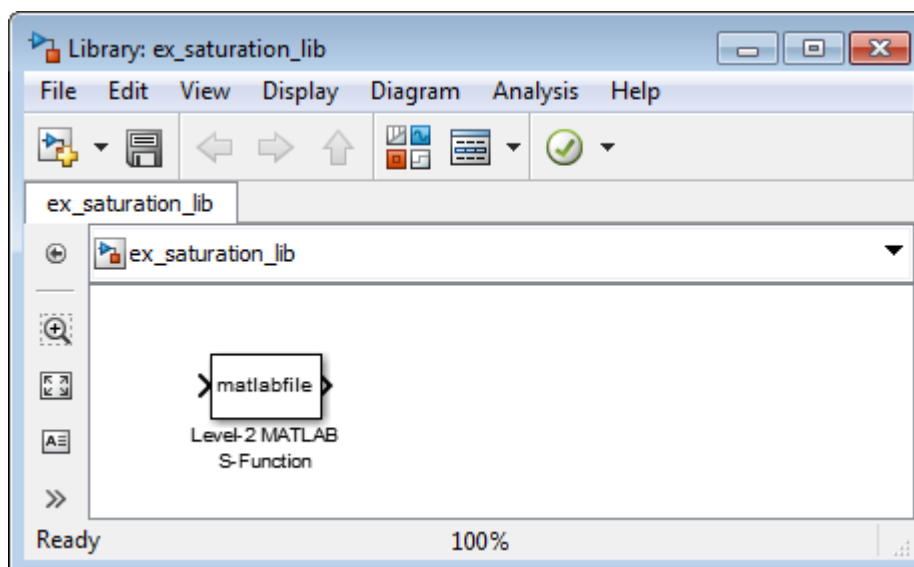 Library: ex_saturation_lib
File Edit View Display Diagram Analysis Help
ex_saturation_lib
ex_saturation_lib
matlabfile
Level-2 MATLAB
S-Function
Ready 100%